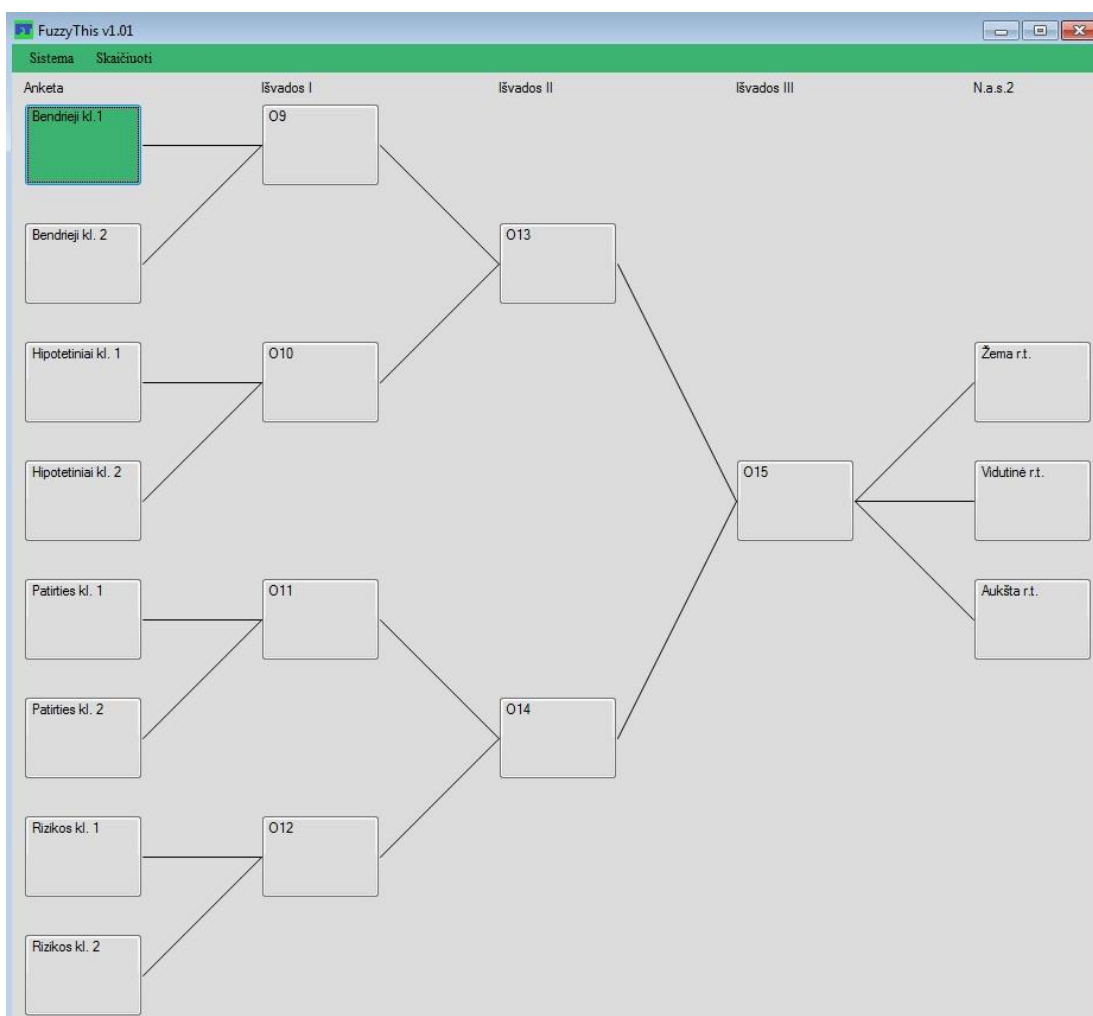 FT FuzzyThis v1.01
Sistema Skaičiuoti
Anketa Išvados I Išvados II Išvados III N.a.s.2
Bendrieji kl.1 O9
Bendrieji kl. 2 O13
Hipotetiniai kl. 1 O10 Žema r.t.
Hipotetiniai kl. 2 O15 Vidutinė r.t.
Patirties kl. 1 O11 Aukšta r.t.
Patirties kl. 2 O14
Rizikos kl. 1 O12
Rizikos kl. 2